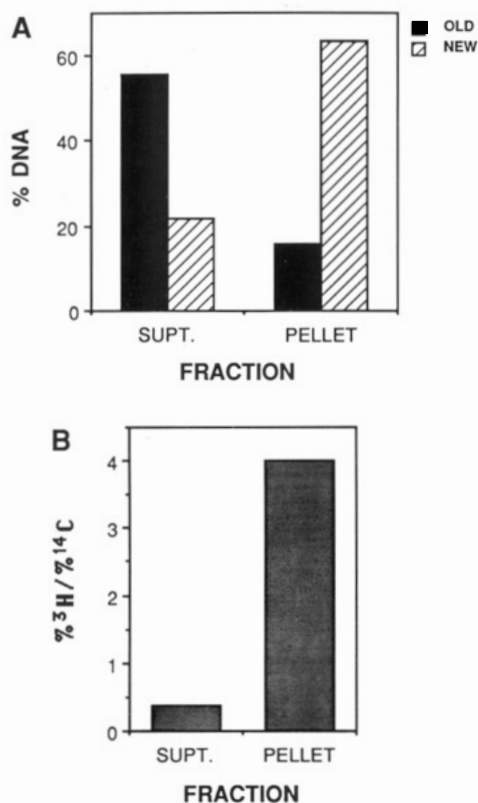 A
OLD
NEW
% DNA
60
40
20
0
SUPT. PELLET
FRACTION
B
%³H/%¹⁴C
4
3
2
1
0
SUPT. PELLET
FRACTION